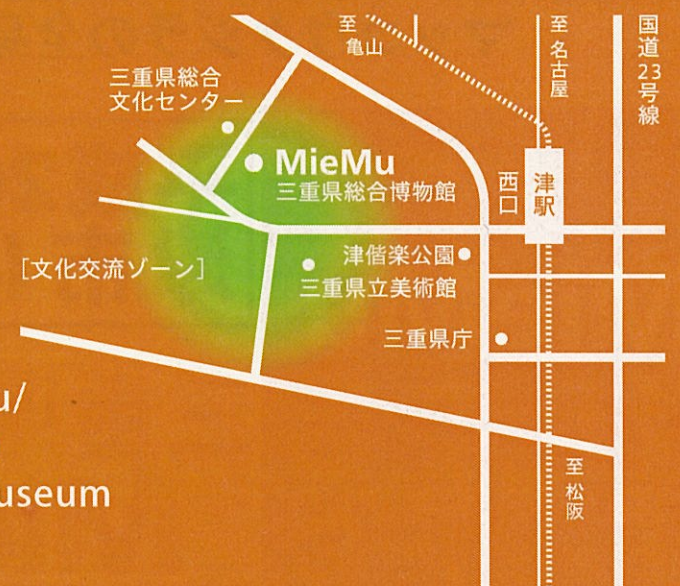 至
亀山
至
名古屋
国道23号線
三重県総合
文化センター
MieMu
三重県総合博物館
西口
津駅
津偕楽公園
[文化交流ゾーン]
三重県立美術館
三重県庁
u/
useum
至
松阪